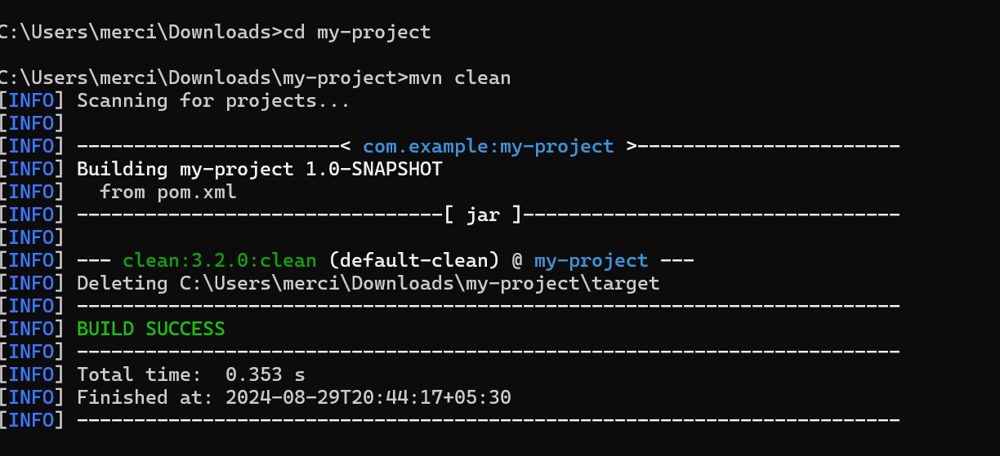 C:\Users\merci\Downloads>cd my-project
C:\Users\merci\Downloads\my-project>mvn clean
[INFO] Scanning for projects...
[INFO]
[INFO] -----------------------< com.example:my-project >-----------------------
[INFO] Building my-project 1.0-SNAPSHOT
[INFO]   from pom.xml
[INFO] --------------------------------[ jar ]---------------------------------
[INFO]
[INFO] --- clean:3.2.0:clean (default-clean) @ my-project ---
[INFO] Deleting C:\Users\merci\Downloads\my-project\target
[INFO] ------------------------------------------------------------------------
[INFO] BUILD SUCCESS
[INFO] ------------------------------------------------------------------------
[INFO] Total time:  0.353 s
[INFO] Finished at: 2024-08-29T20:44:17+05:30
[INFO] ------------------------------------------------------------------------